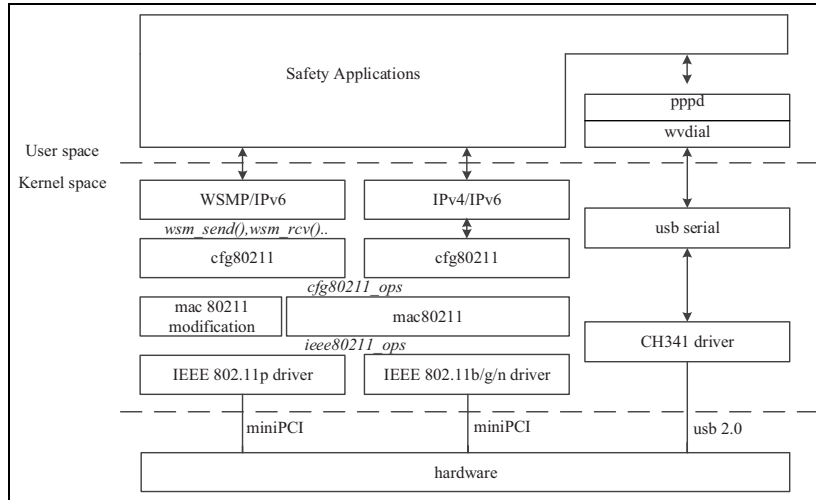 Safety Applications
pppd
wvdial
User space
Kernel space
WSMP/IPv6
IPv4/IPv6
wsm_send(),wsm_rcv()..
usb serial
cfg80211
cfg80211
cfg80211_ops
mac 80211
modification
mac80211
ieee80211_ops
CH341 driver
IEEE 802.11p driver
IEEE 802.11b/g/n driver
miniPCI
miniPCI
usb 2.0
hardware